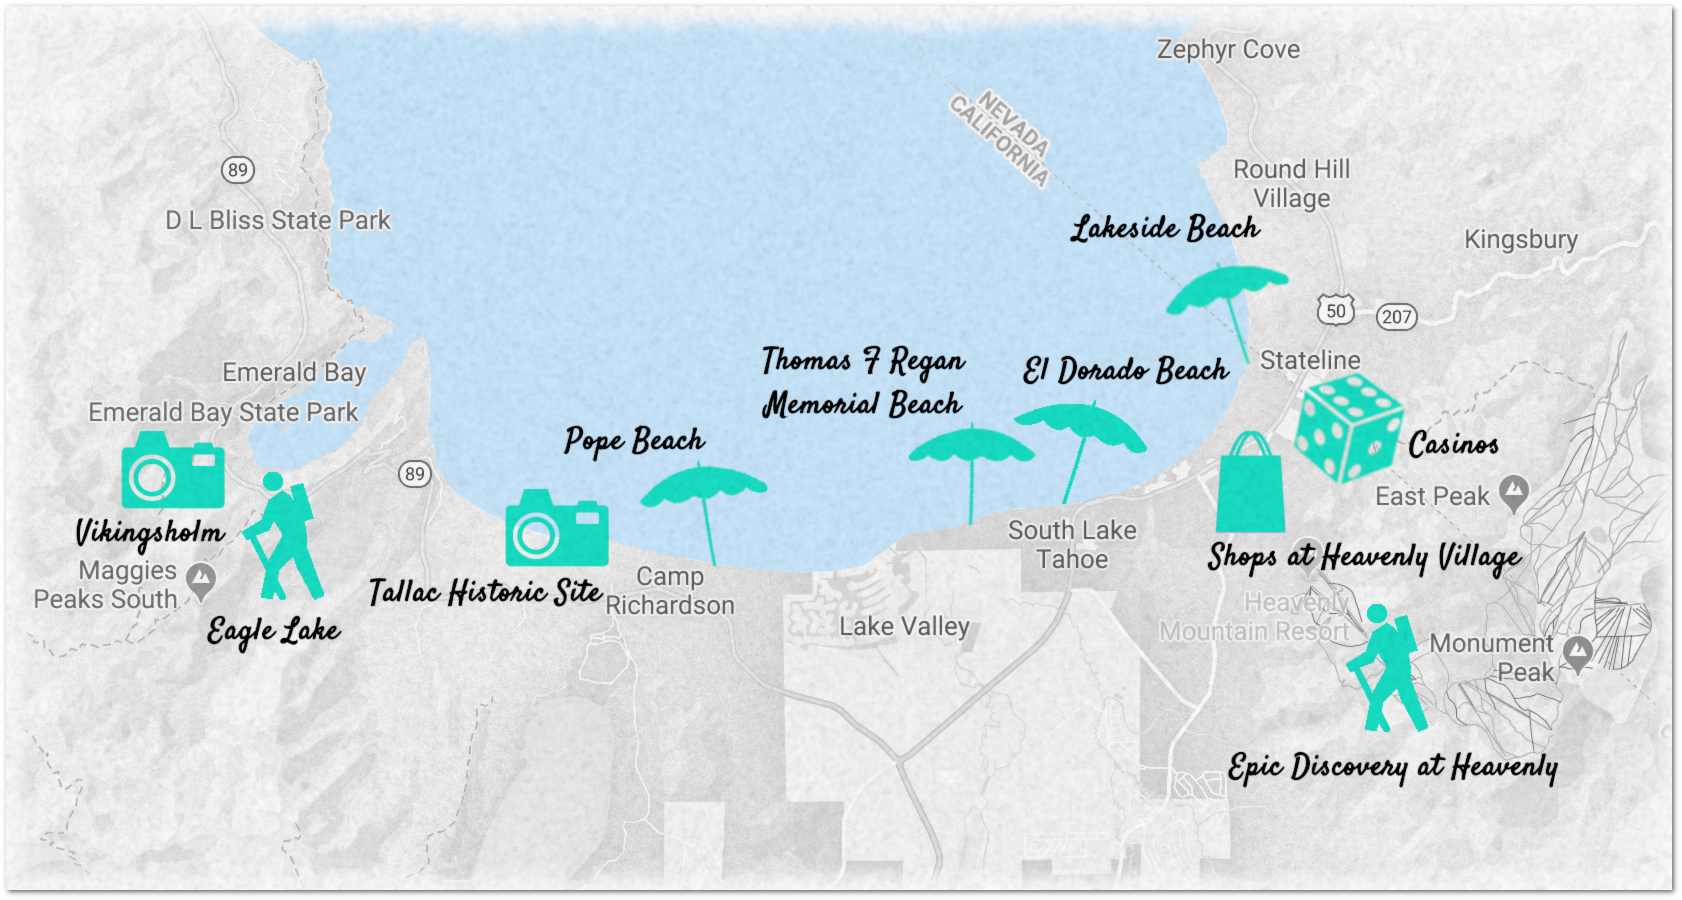 Zephyr Cove
NEVADA
CALIFORNIA
89
Round Hill
Village
D L Bliss State Park
Lakeside Beach
Kingsbury
50
207
Stateline
Thomas F Regan
Memorial Beach
El Dorado Beach
Emerald Bay
Emerald Bay State Park
Pope Beach
Casinos
89
East Peak
Vikingsholm
South Lake
Tahoe
Shops at Heavenly Village
Maggies
Peaks South
Tallac Historic Site
Camp
Richardson
Eagle Lake
Lake Valley
Heavenly
Mountain Resort
Monument
Peak
Epic Discovery at Heavenly